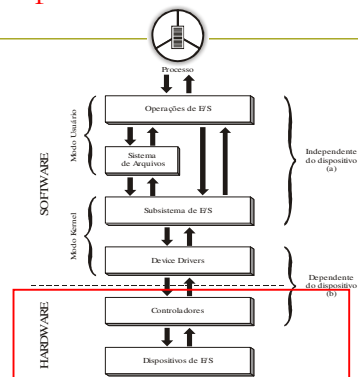 Processo
Operações de E/S
Modo Usuário
Sistema
de Arquivos
Independente
do dispositivo
(a)
SOFTWARE
Subsistema de E/S
Modo Kernel
Device Drivers
Dependente
do dispositivo
(b)
Controladores
HARDWARE
Dispositivos de E/S